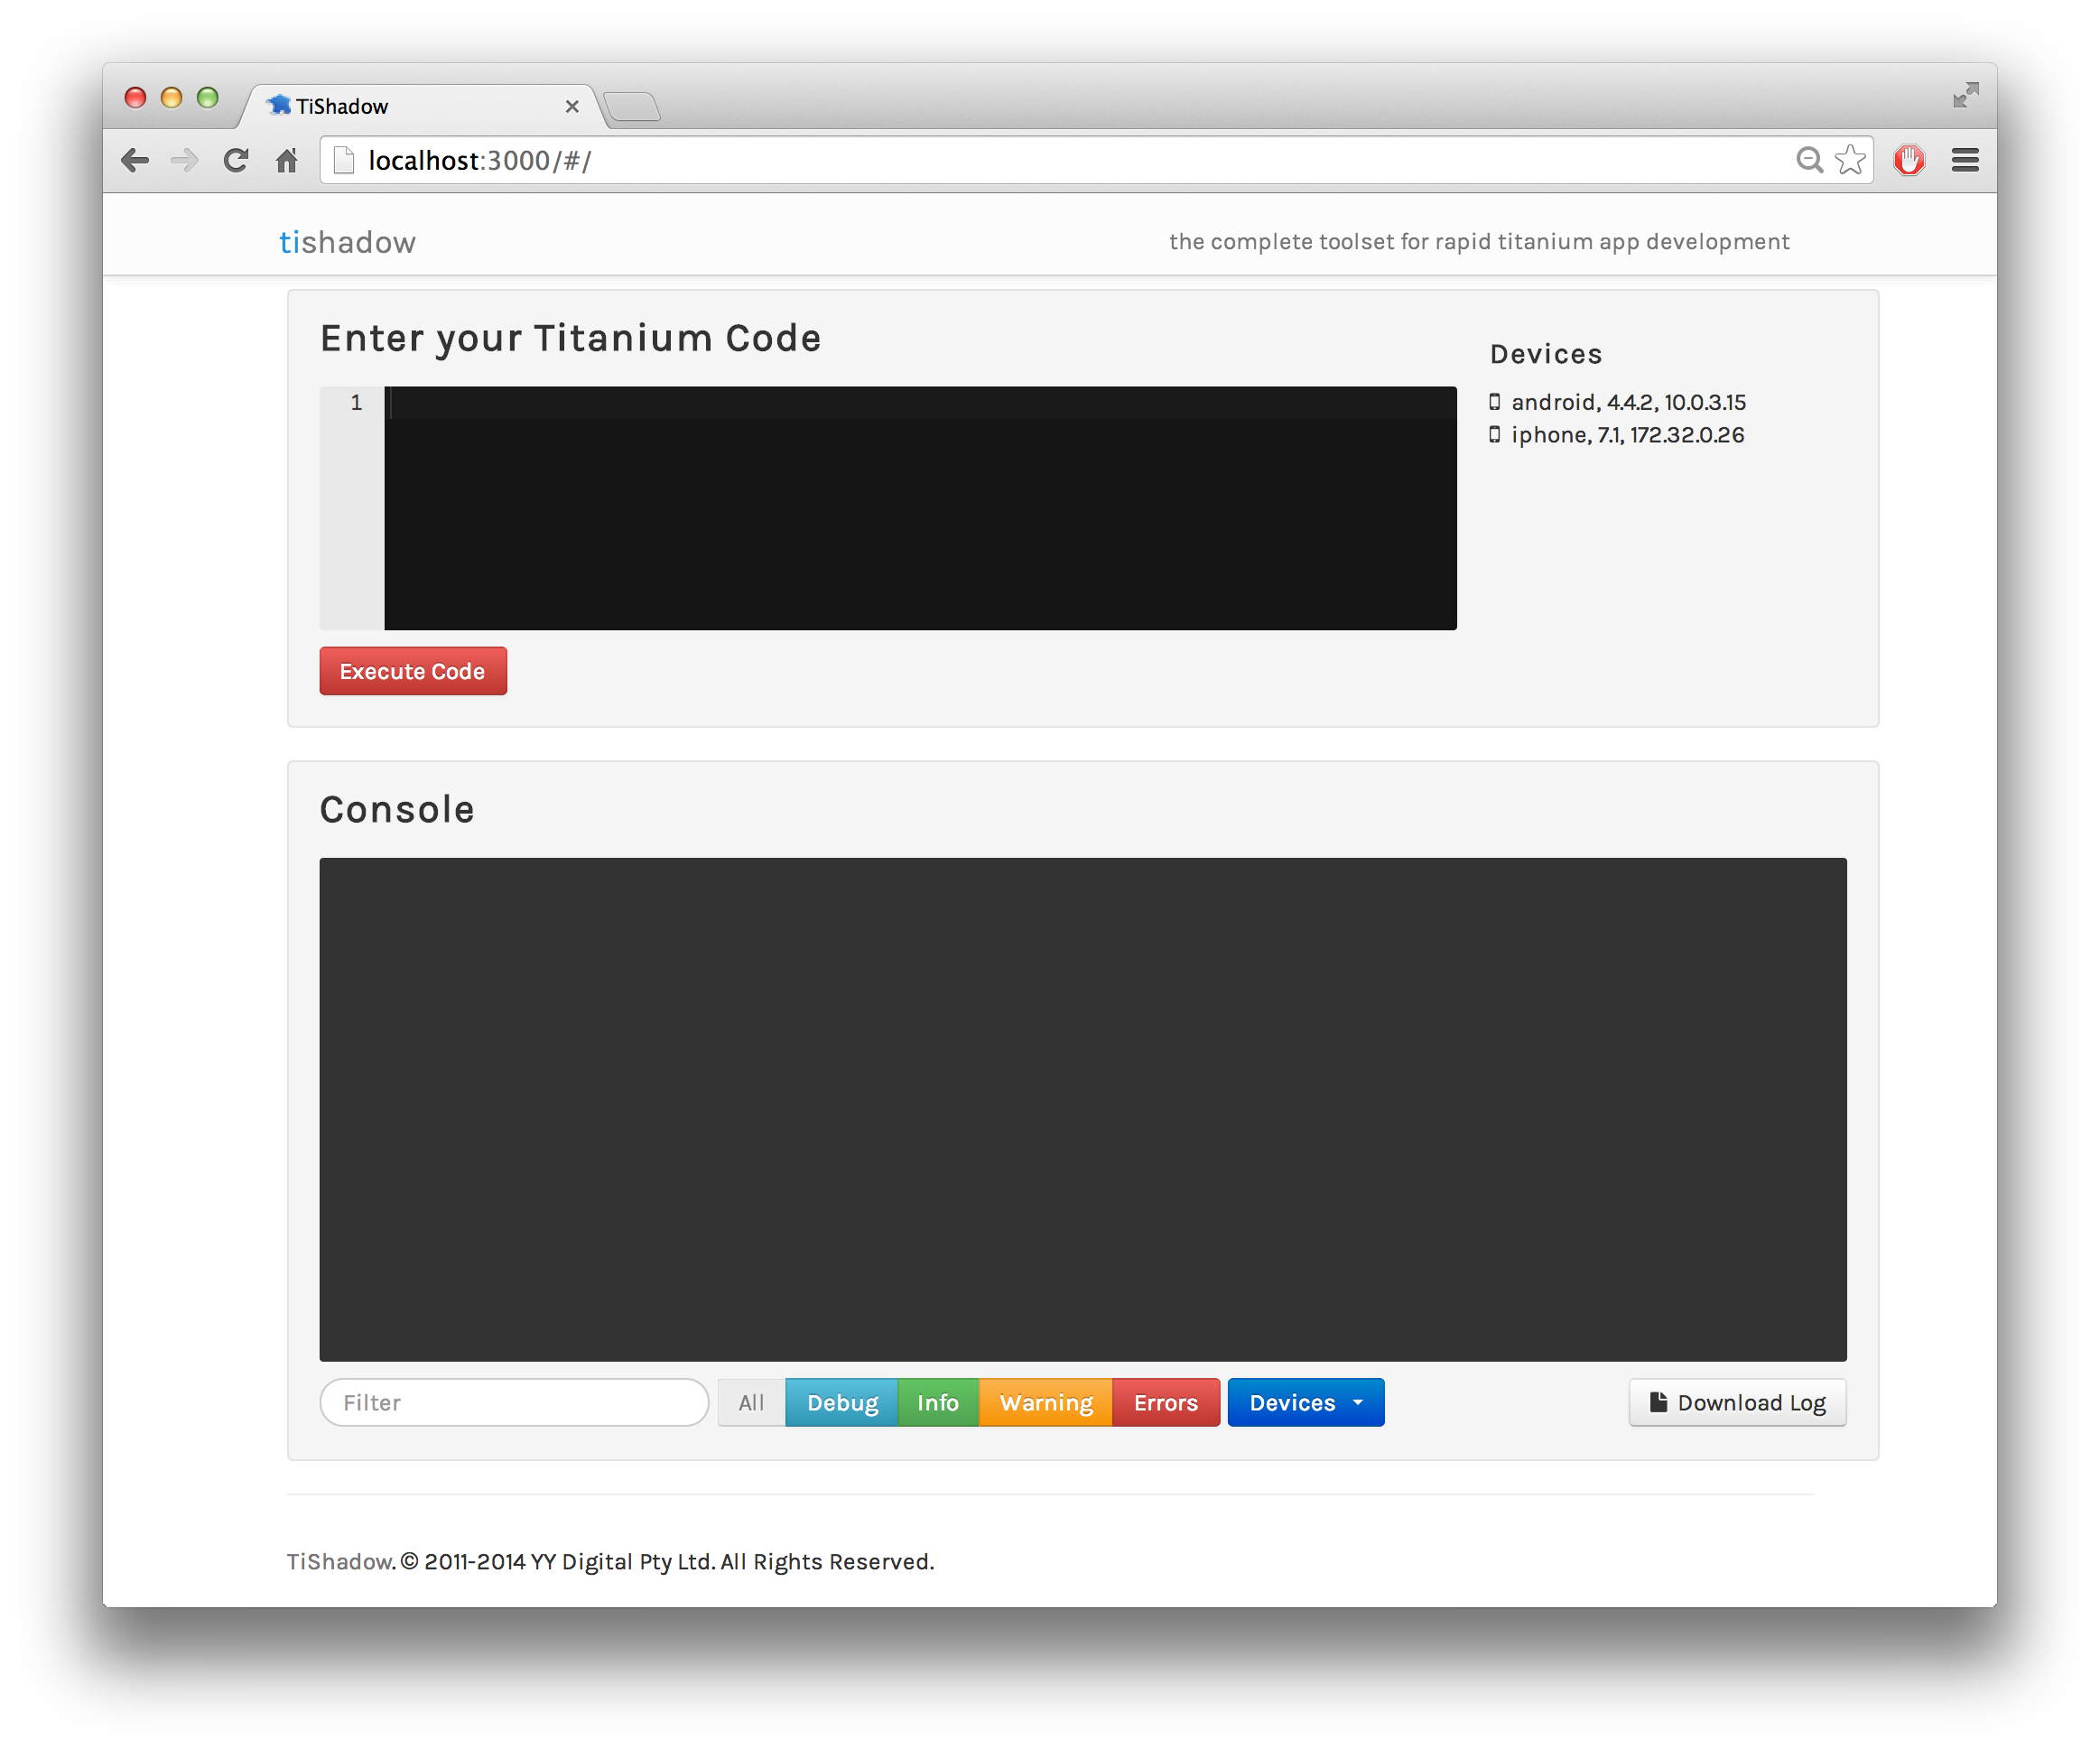 TiShadow
localhost:3000/#/
tishadow
the complete toolset for rapid titanium app development
Enter your Titanium Code
Devices
1
android, 4.4.2, 10.0.3.15
iphone, 7.1, 172.32.0.26
Execute Code
Console
Filter All Debug Info Warning Errors Devices Download Log
TiShadow. © 2011-2014 YY Digital Pty Ltd. All Rights Reserved.